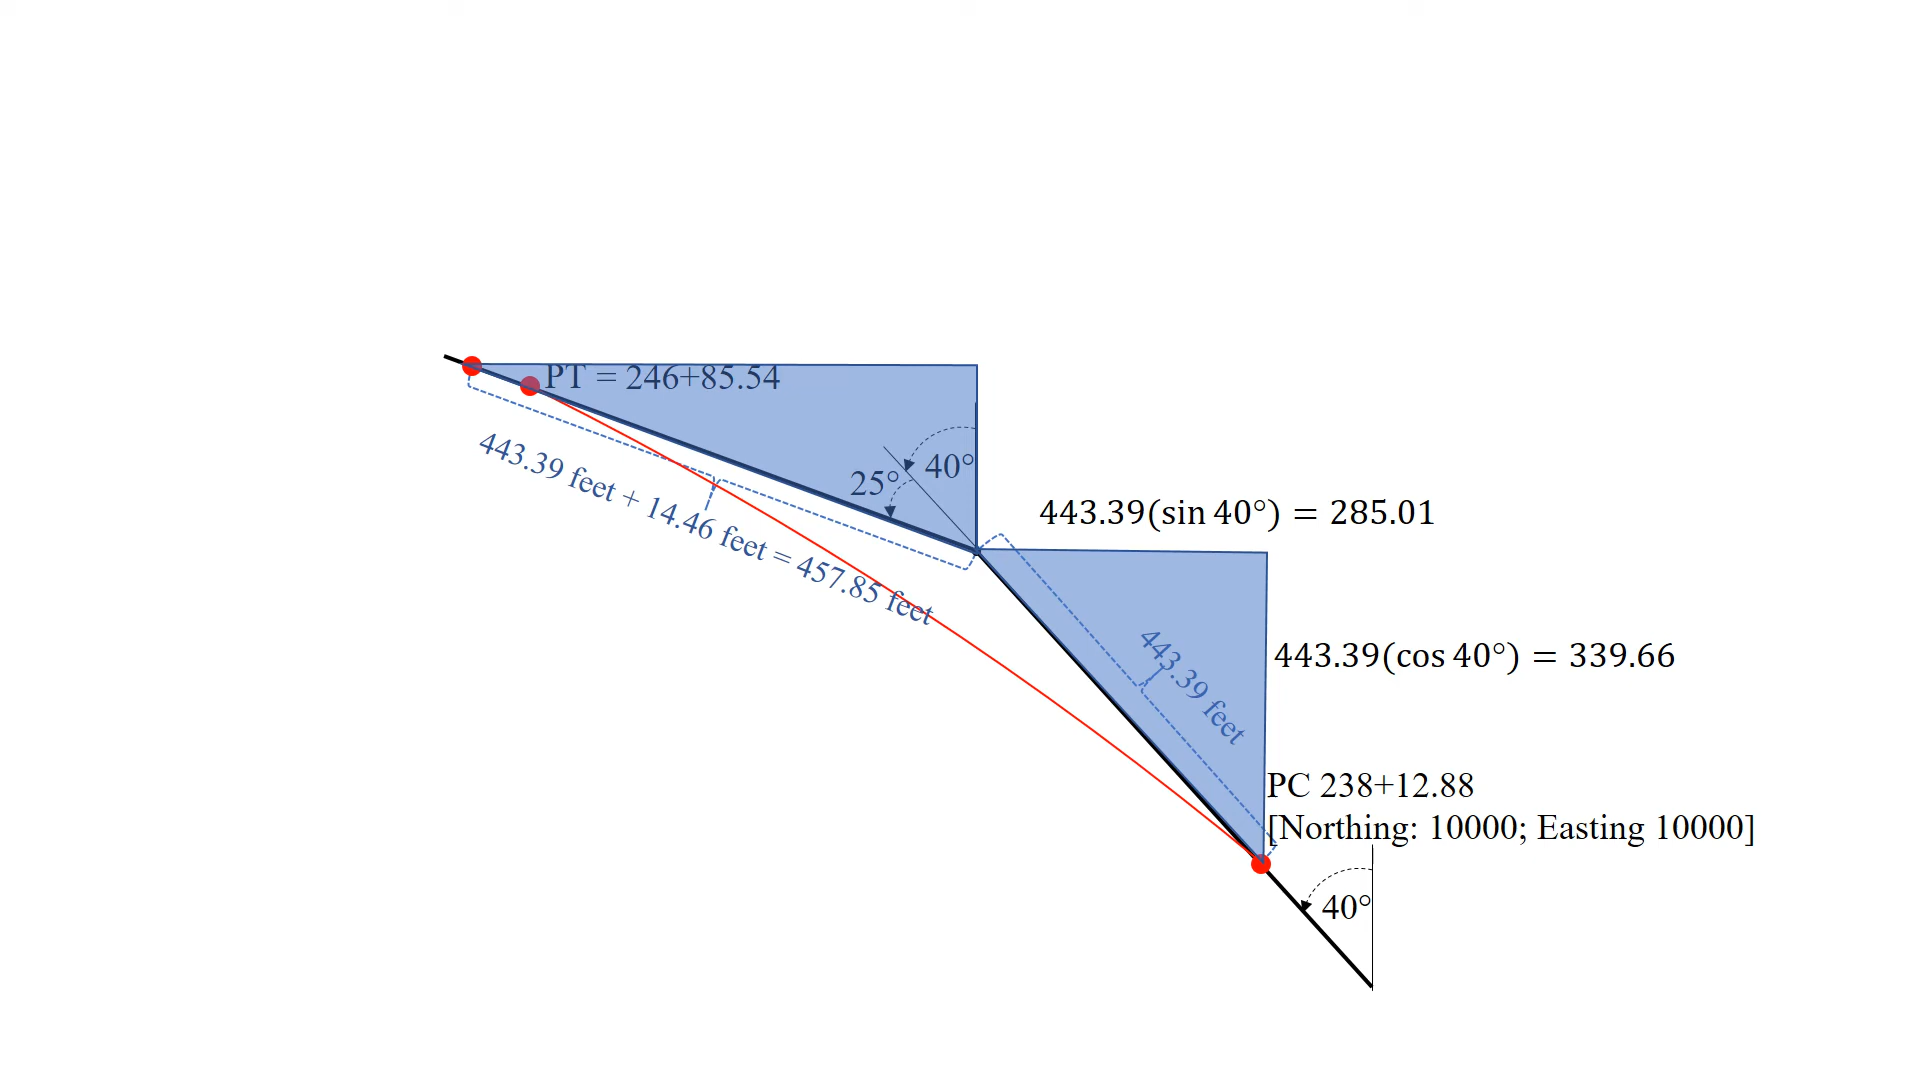 PT = 246+85.54
40°
25°
443.39 feet + 14.46 feet = 457.85 feet
443.39(sin 40°) = 285.01
443.39 feet
443.39(cos 40°) = 339.66
PC 238+12.88
[Northing: 10000; Easting 10000]
40°